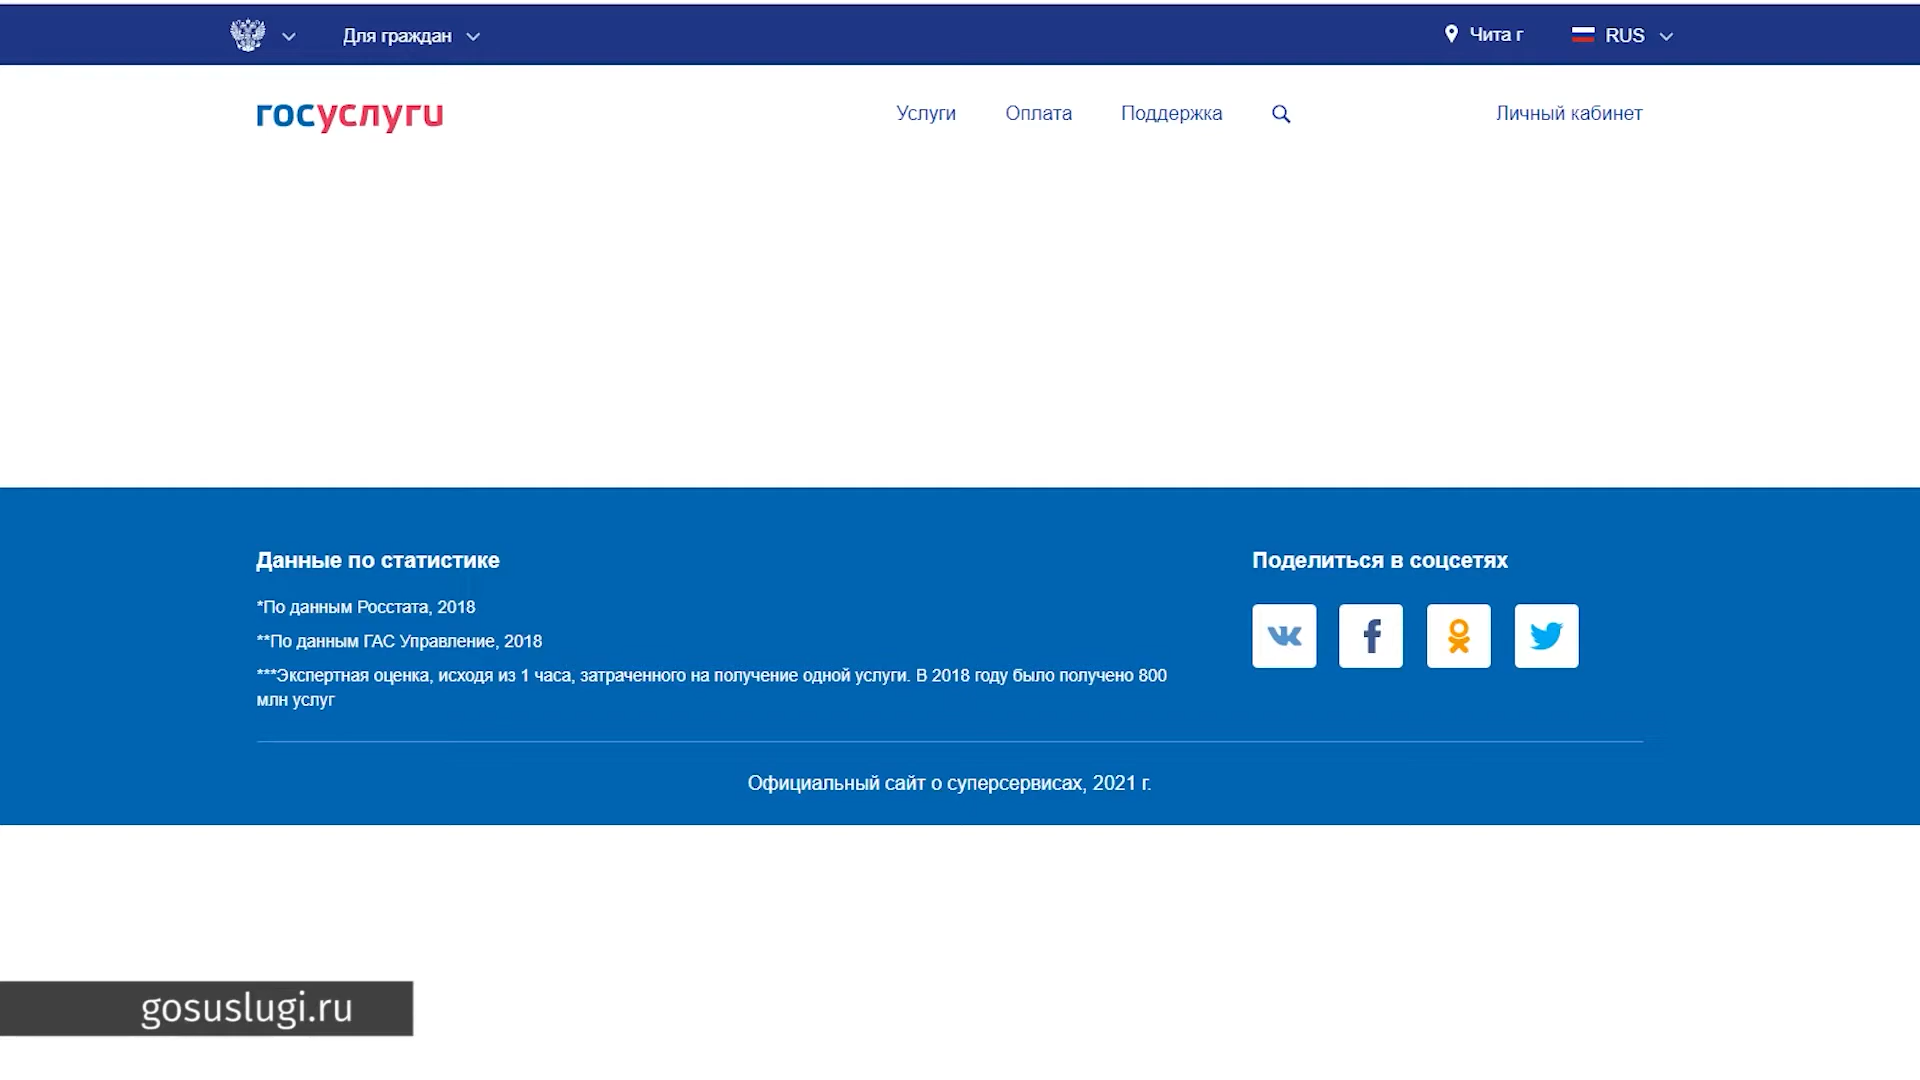 Для граждан
Чита г
RUS
госуслуги
Услуги
Оплата
Поддержка
Личный кабинет
Данные по статистике
*По данным Росстата, 2018
**По данным ГАС Управление, 2018
***Экспертная оценка, исходя из 1 часа, затраченного на получение одной услуги. В 2018 году было получено 800
млн услуг
Поделиться в соцсетях
Официальный сайт о суперсервисах, 2021 г.
gosuslugi.ru